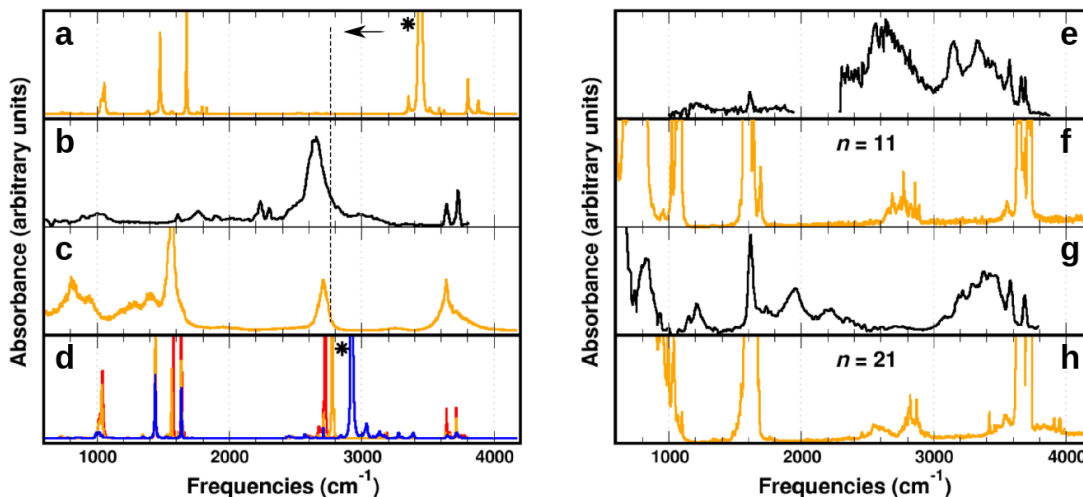 a
*
b
c
d
*
1000 2000 3000 4000
Frequencies (cm-1)
Absorbance (arbitrary units)
e
f
n = 11
g
h
n = 21
1000 2000 3000 4000
Frequencies (cm-1)
Absorbance (arbitrary units)